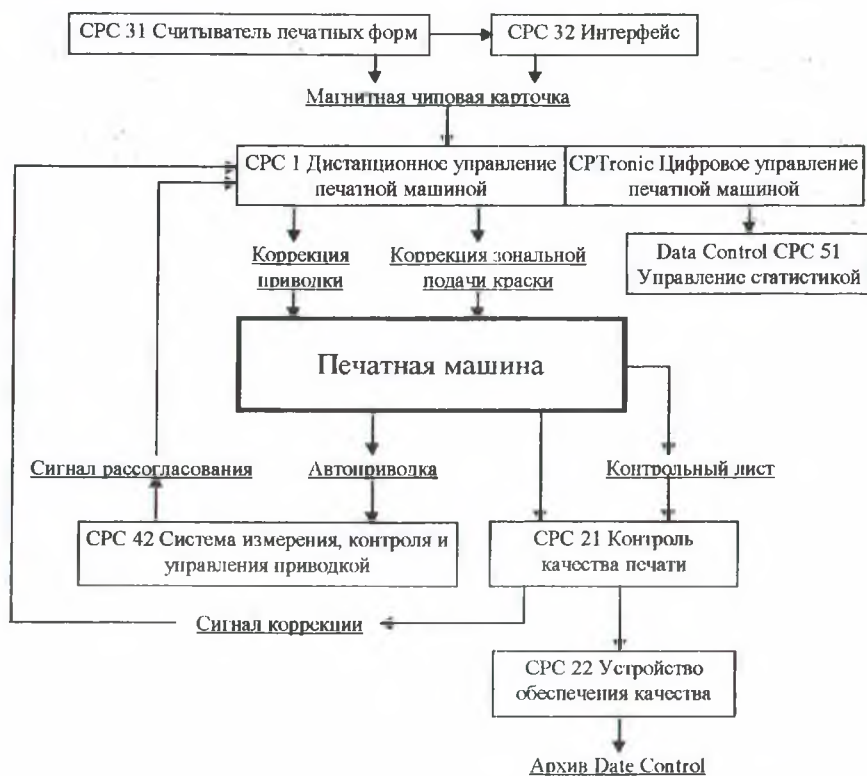 CPC 31 Считыватель печатных форм
CPC 32 Интерфейс
Магнитная чиповая карточка
CPC 1 Дистанционное управление
печатной машиной
CPTronic Цифровое управление
печатной машиной
Коррекция
приводки
Коррекция зональной
подачи краски
Data Control CPC 51
Управление статистикой
Печатная машина
Сигнал рассогласования
Автоприводка
Контрольный лист
CPC 42 Система измерения, контроля и
управления приводкой
CPC 21 Контроль
качества печати
Сигнал коррекции
CPC 22 Устройство
обеспечения качества
Архив Date Control